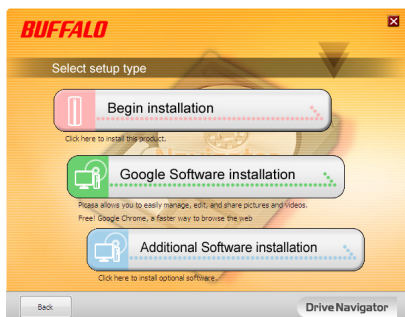 BUFFALO
Select setup type
Begin installation
Click here to install this product.
Google Software installation
Picasa allows you to easily manage, edit, and share pictures and videos.
Free! Google Chrome, a faster way to browse the web
Additional Software installation
Click here to install optional software.
Back
DriveNavigator